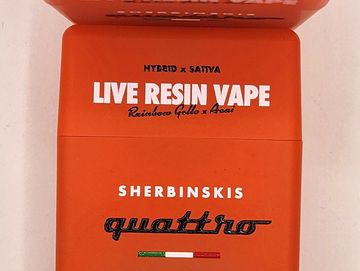 HYBRID x SATIVA
LIVE RESIN VAPE
Rainbow Gello x Acai
SHERBINSKIS
quattro